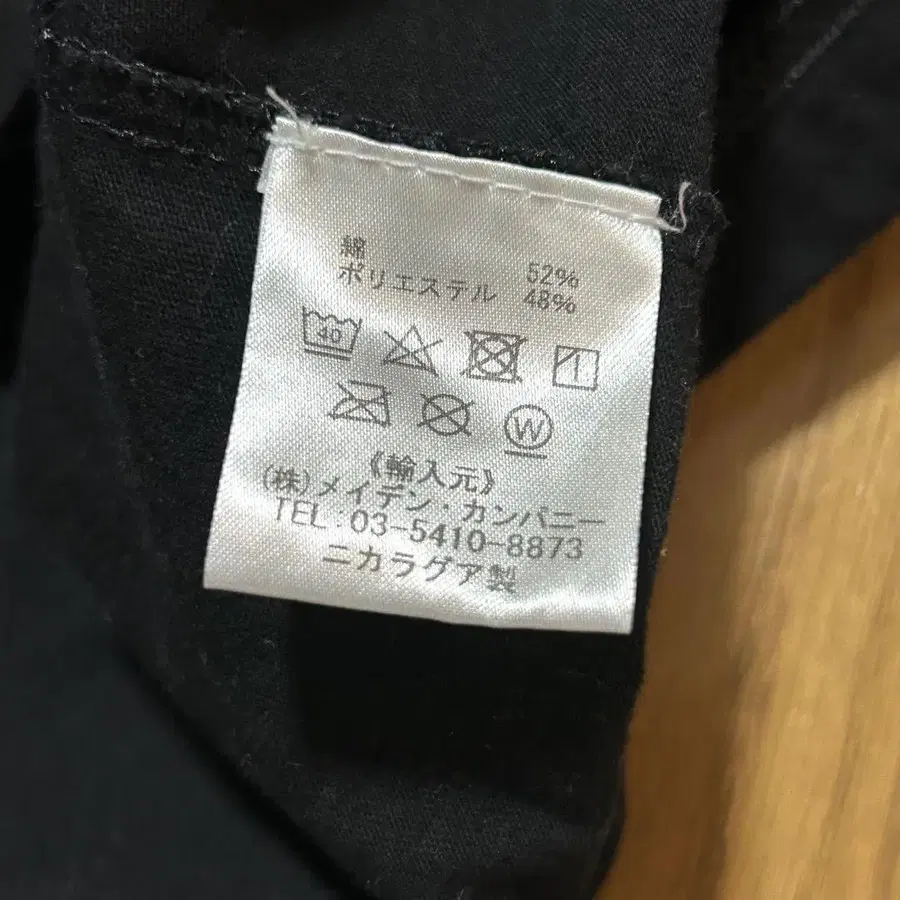 綿 52%
ポリエステル 48%
40
W
《輸入元》
(株)メイデン・カンパニー
TEL:03-5410-8873
ニカラグア製